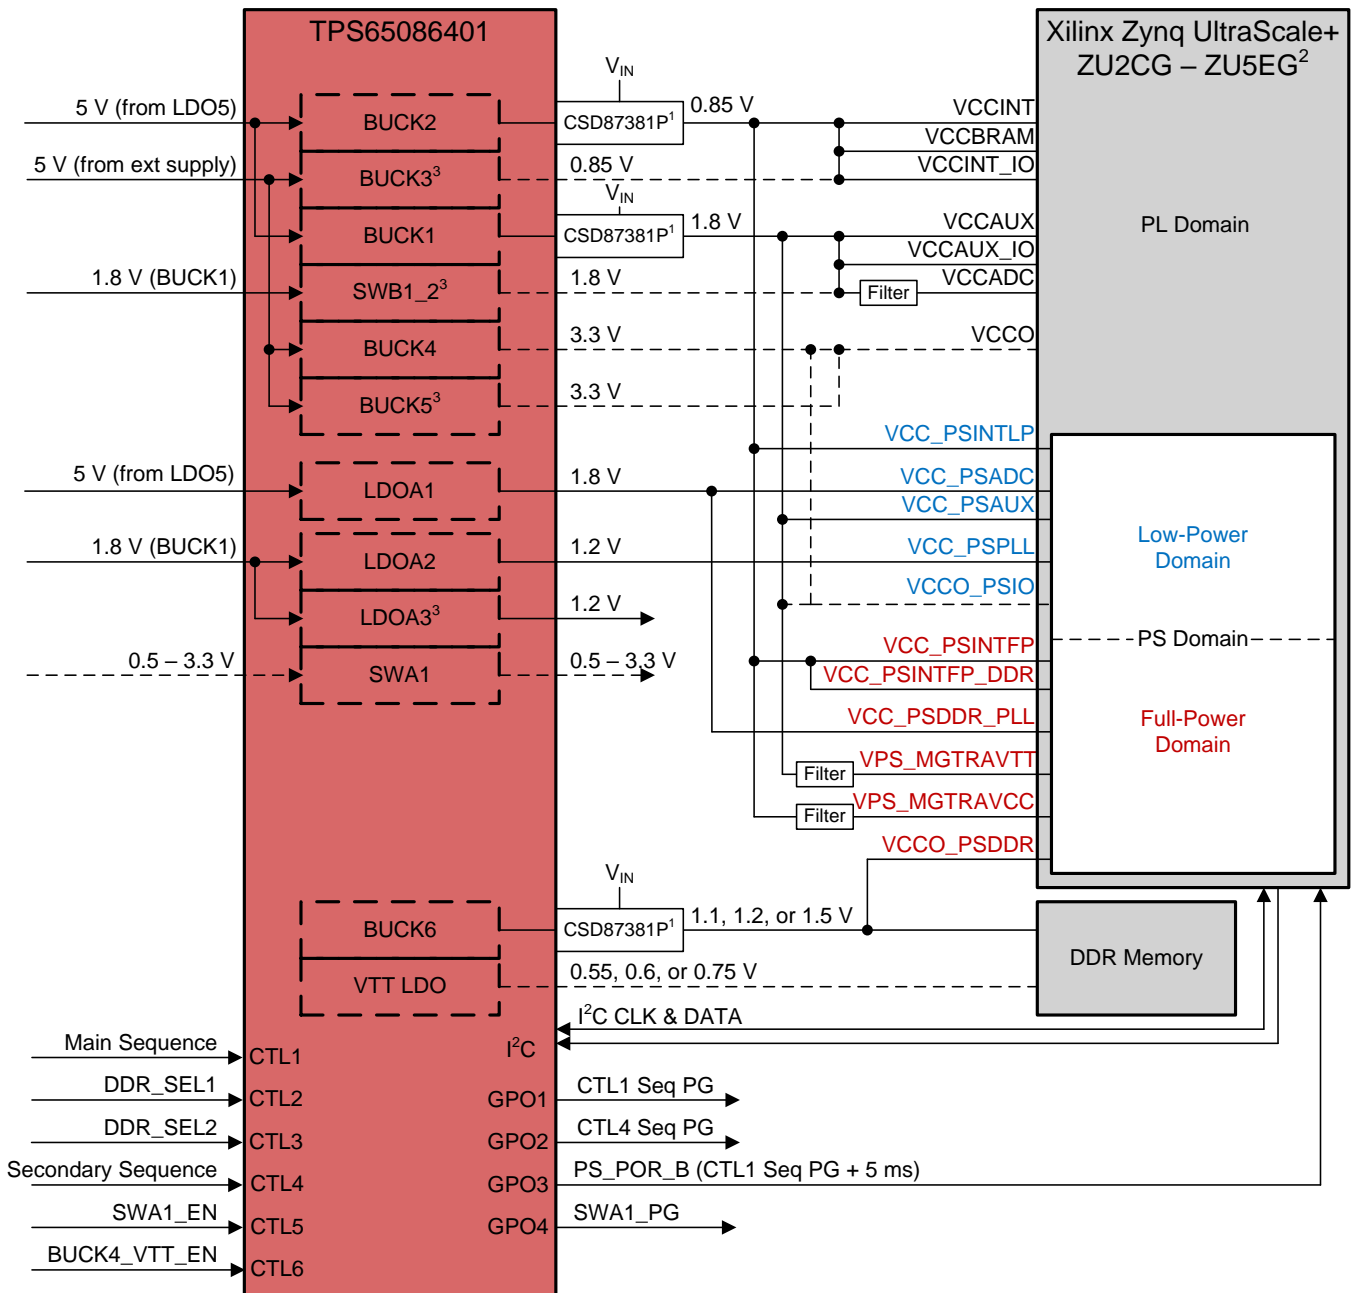 TPS65086401
Xilinx Zynq UltraScale+
ZU2CG – ZU5EG²
V_IN
5 V (from LDO5)
BUCK2
CSD87381P¹
0.85 V
VCCINT
VCCBRAM
5 V (from ext supply)
BUCK3³
0.85 V
VCCINT_IO
V_IN
BUCK1
CSD87381P¹
1.8 V
VCCAUX
PL Domain
VCCAUX_IO
1.8 V (BUCK1)
SWB1_2³
1.8 V
Filter
VCCADC
BUCK4
3.3 V
VCCO
BUCK5³
3.3 V
VCC_PSINTLP
5 V (from LDO5)
LDOA1
1.8 V
VCC_PSADC
VCC_PSAUX
Low-Power
Domain
1.8 V (BUCK1)
LDOA2
1.2 V
VCC_PSPLL
VCCO_PSIO
LDOA3³
1.2 V
PS Domain
0.5 – 3.3 V
SWA1
0.5 – 3.3 V
VCC_PSINTFP
VCC_PSINTFP_DDR
VCC_PSDDR_PLL
Full-Power
Domain
Filter
VPS_MGTRAVTT
Filter
VPS_MGTRAVCC
VCCO_PSDDR
V_IN
BUCK6
CSD87381P¹
1.1, 1.2, or 1.5 V
VTT LDO
0.55, 0.6, or 0.75 V
DDR Memory
I²C CLK & DATA
Main Sequence
CTL1
I²C
DDR_SEL1
CTL2
GPO1
CTL1 Seq PG
DDR_SEL2
CTL3
GPO2
CTL4 Seq PG
Secondary Sequence
CTL4
GPO3
PS_POR_B (CTL1 Seq PG + 5 ms)
SWA1_EN
CTL5
GPO4
SWA1_PG
BUCK4_VTT_EN
CTL6